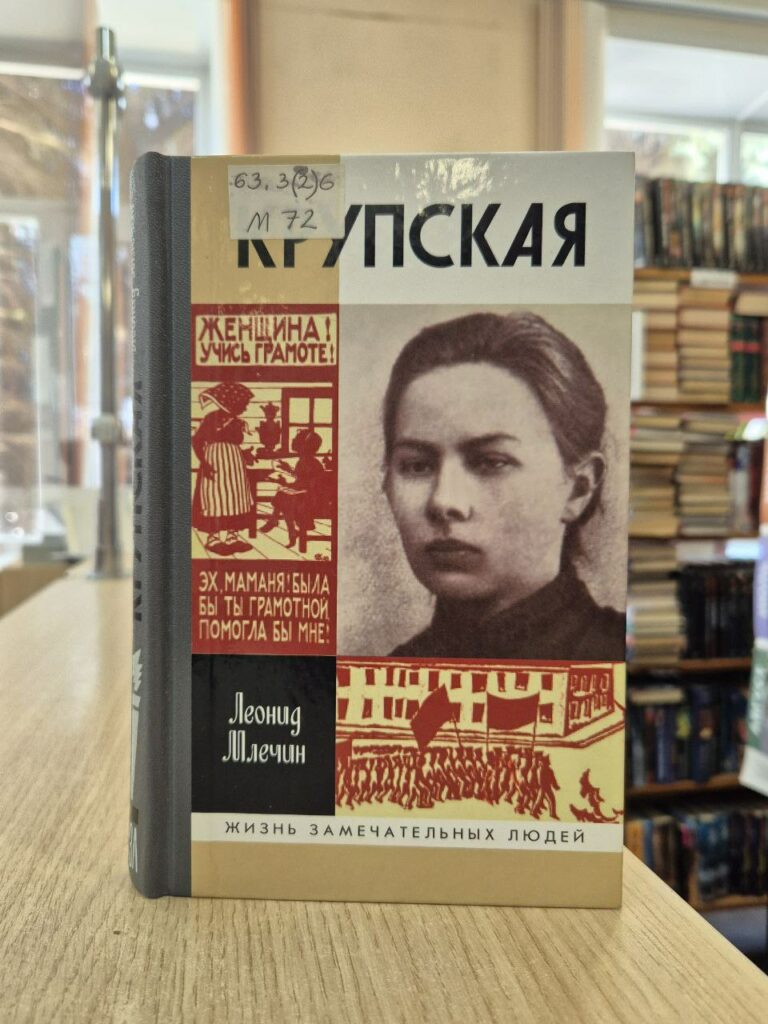 63.3(2)6
М 72
КРУПСКАЯ
ЖЕНЩИНА!
УЧИСЬ ГРАМОТЕ!
ЭХ, МАМАНЯ! БЫЛА
БЫ ТЫ ГРАМОТНОЙ,
ПОМОГЛА БЫ МНЕ!
Леонид
Млечин
ЖИЗНЬ ЗАМЕЧАТЕЛЬНЫХ ЛЮДЕЙ